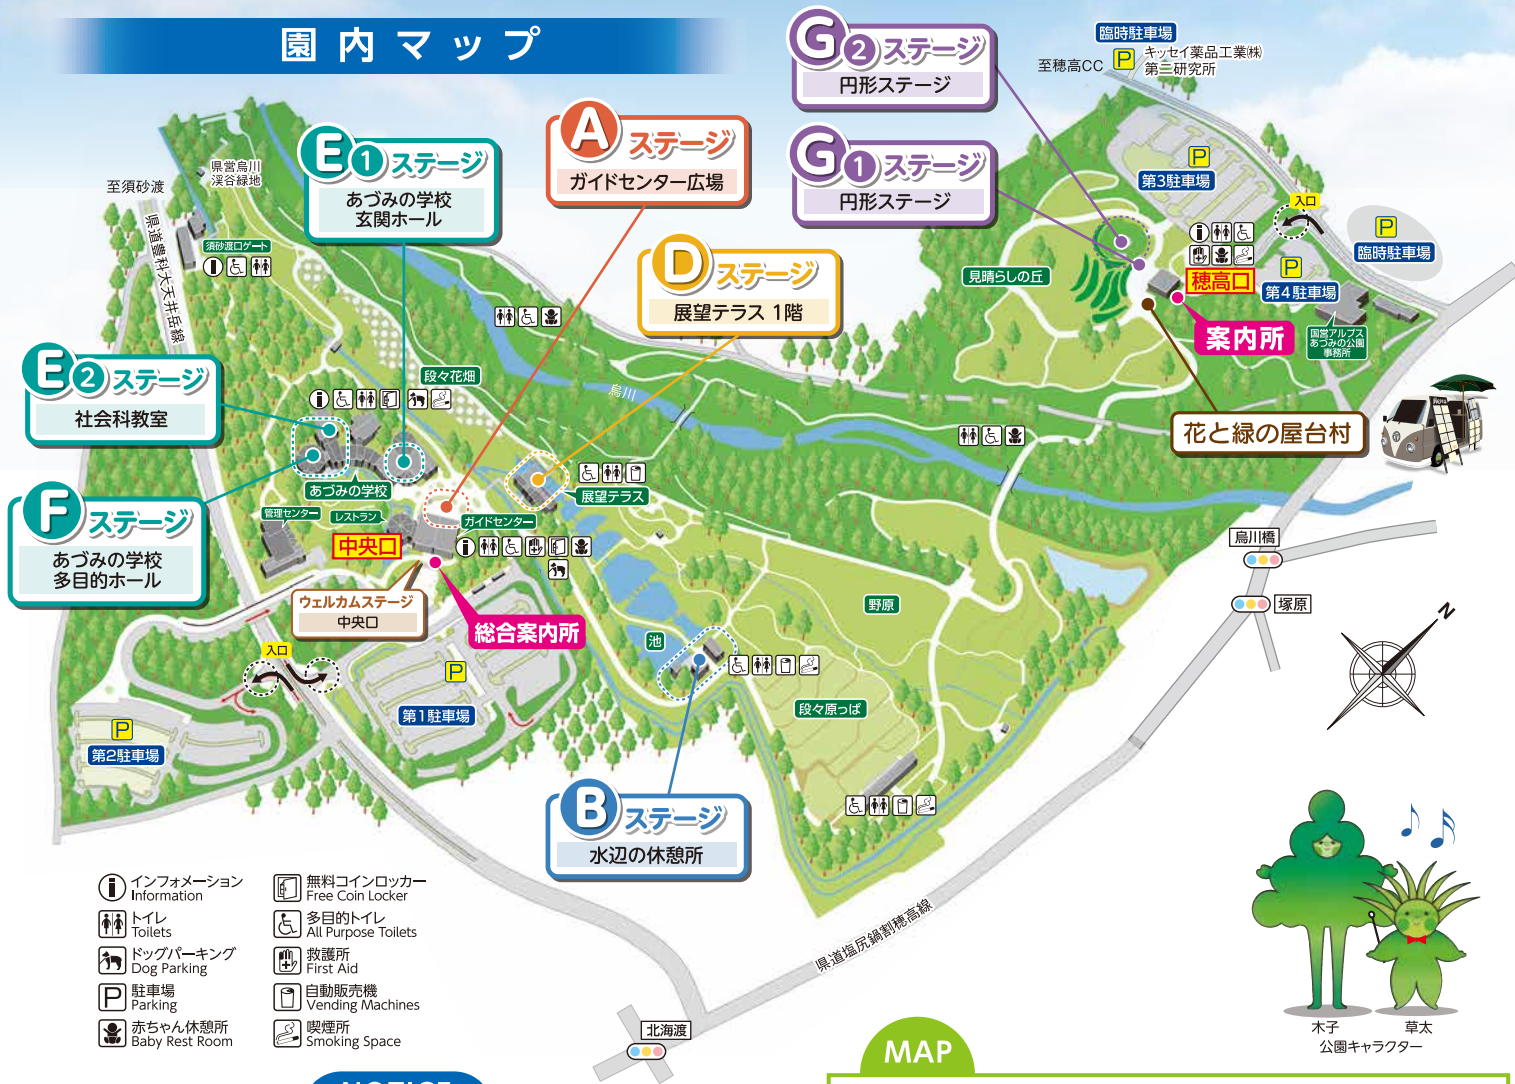 園内マップ
G2ステージ
円形ステージ
臨時駐車場
至穂高CC
P
キッセイ薬品工業㈱
第二研究所
G1ステージ
円形ステージ
A ステージ
ガイドセンター広場
E1ステージ
あづみの学校
玄関ホール
県営烏川
渓谷緑地
至須砂渡
県道豊科大天井岳線
須砂渡口ゲート
P
第3駐車場
入口
P
臨時駐車場
穂高口
P
第4駐車場
見晴らしの丘
案内所
国営アルプス
あづみの公園
事務所
D ステージ
展望テラス 1階
E2ステージ
社会科教室
段々花畑
烏川
花と緑の屋台村
F ステージ
あづみの学校
多目的ホール
あづみの学校
展望テラス
管理センター
レストラン
ガイドセンター
中央口
ウェルカムステージ
中央口
総合案内所
烏川橋
塚原
野原
池
N
入口
P
第1駐車場
P
第2駐車場
段々原っぱ
B ステージ
水辺の休憩所
県道塩尻鍋割穂高線
北海渡
インフォメーション
Information
トイレ
Toilets
ドッグパーキング
Dog Parking
P
駐車場
Parking
赤ちゃん休憩所
Baby Rest Room
無料コインロッカー
Free Coin Locker
多目的トイレ
All Purpose Toilets
救護所
First Aid
自動販売機
Vending Machines
喫煙所
Smoking Space
木子
草太
公園キャラクター
MAP
NOTICE